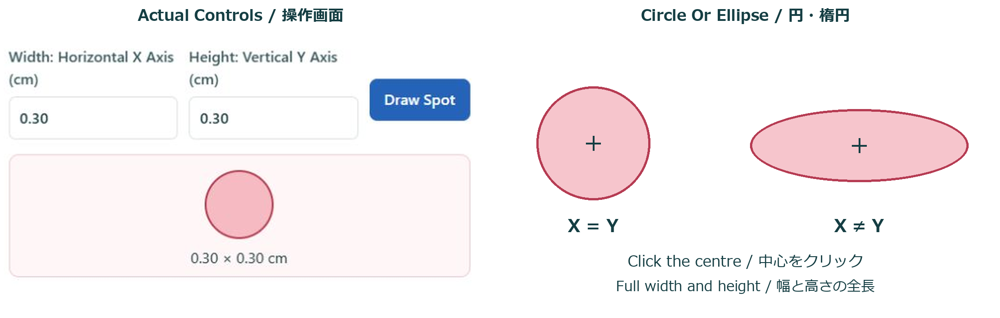 Actual Controls / 操作画面
Width: Horizontal X Axis
(cm)
Height: Vertical Y Axis
(cm)
0.30
0.30
Draw Spot
0.30 × 0.30 cm
Circle Or Ellipse / 円・楕円
X = Y
X ≠ Y
Click the centre / 中心をクリック
Full width and height / 幅と高さの全長